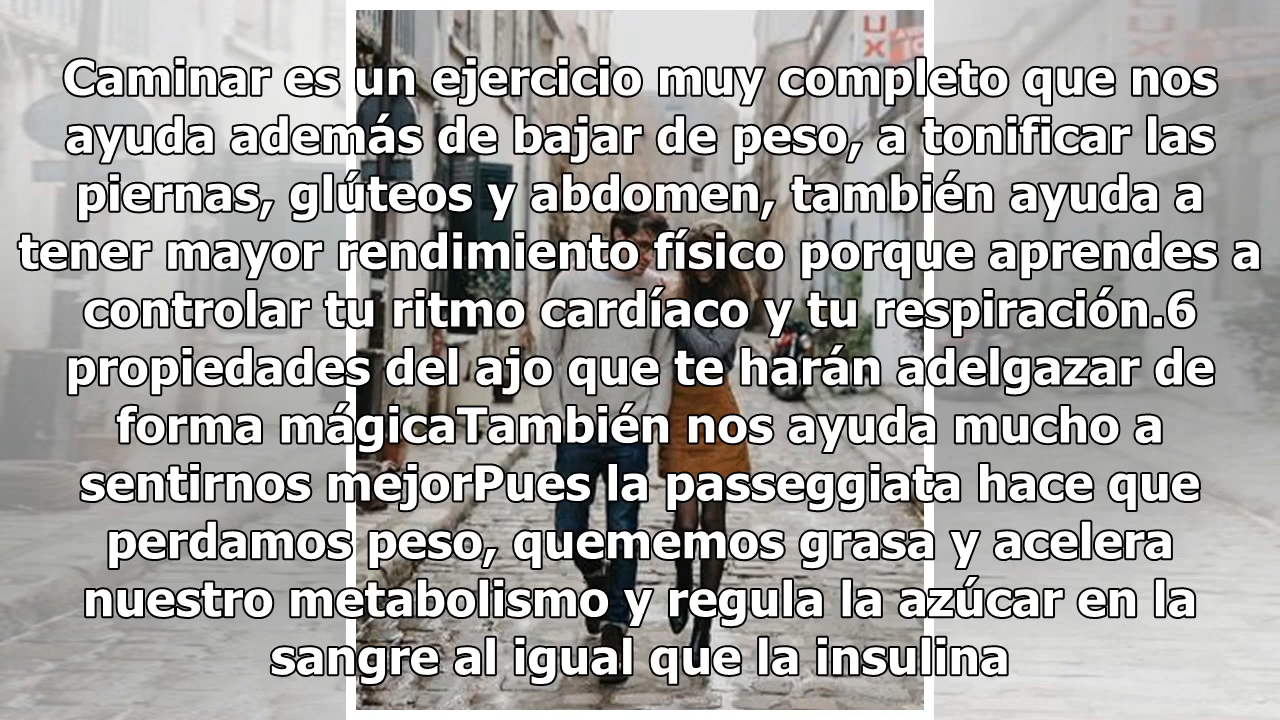 Caminar es un ejercicio muy completo que nos
ayuda además de bajar de peso, a tonificar las
piernas, glúteos y abdomen, también ayuda a
tener mayor rendimiento físico porque aprendes a
controlar tu ritmo cardíaco y tu respiración.6
propiedades del ajo que te harán adelgazar de
forma mágicaTambién nos ayuda mucho a
sentirnos mejorPues la passeggiata hace que
perdamos peso, quememos grasa y acelera
nuestro metabolismo y regula la azúcar en la
sangre al igual que la insulina